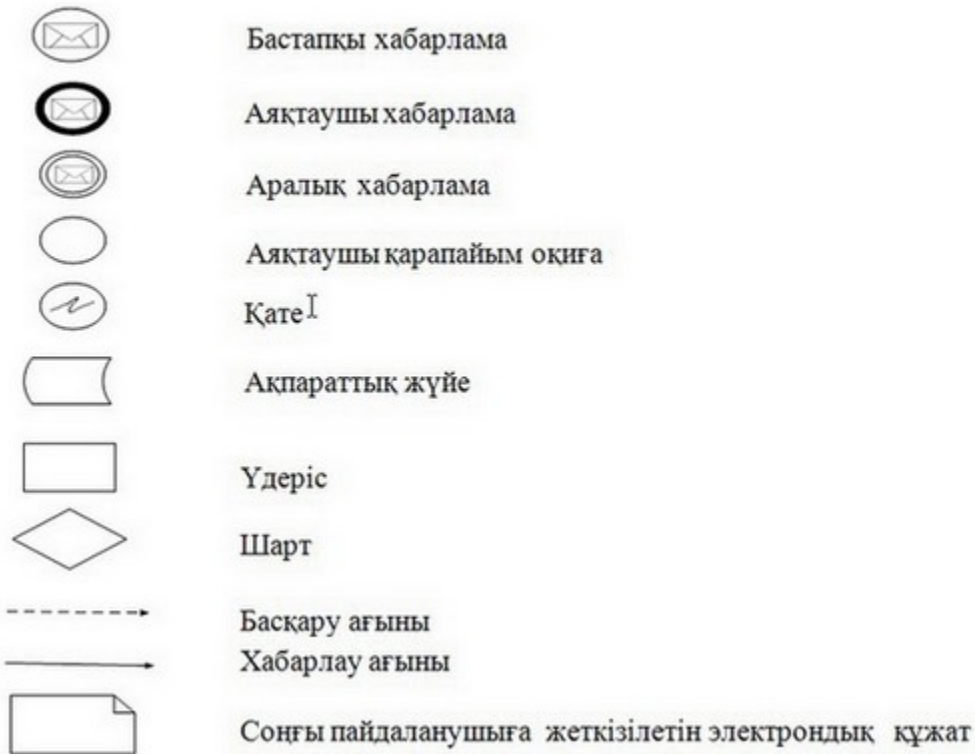 Бастапқы хабарлама
Аяқтаушы хабарлама
Аралық хабарлама
Аяқтаушы қарапайым оқиға
Қате
Ақпараттық жүйе
Үдеріс
Шарт
Басқару ағыны
Хабарлау ағыны
Соңғы пайдаланушыға жеткізілетін электрондық құжат